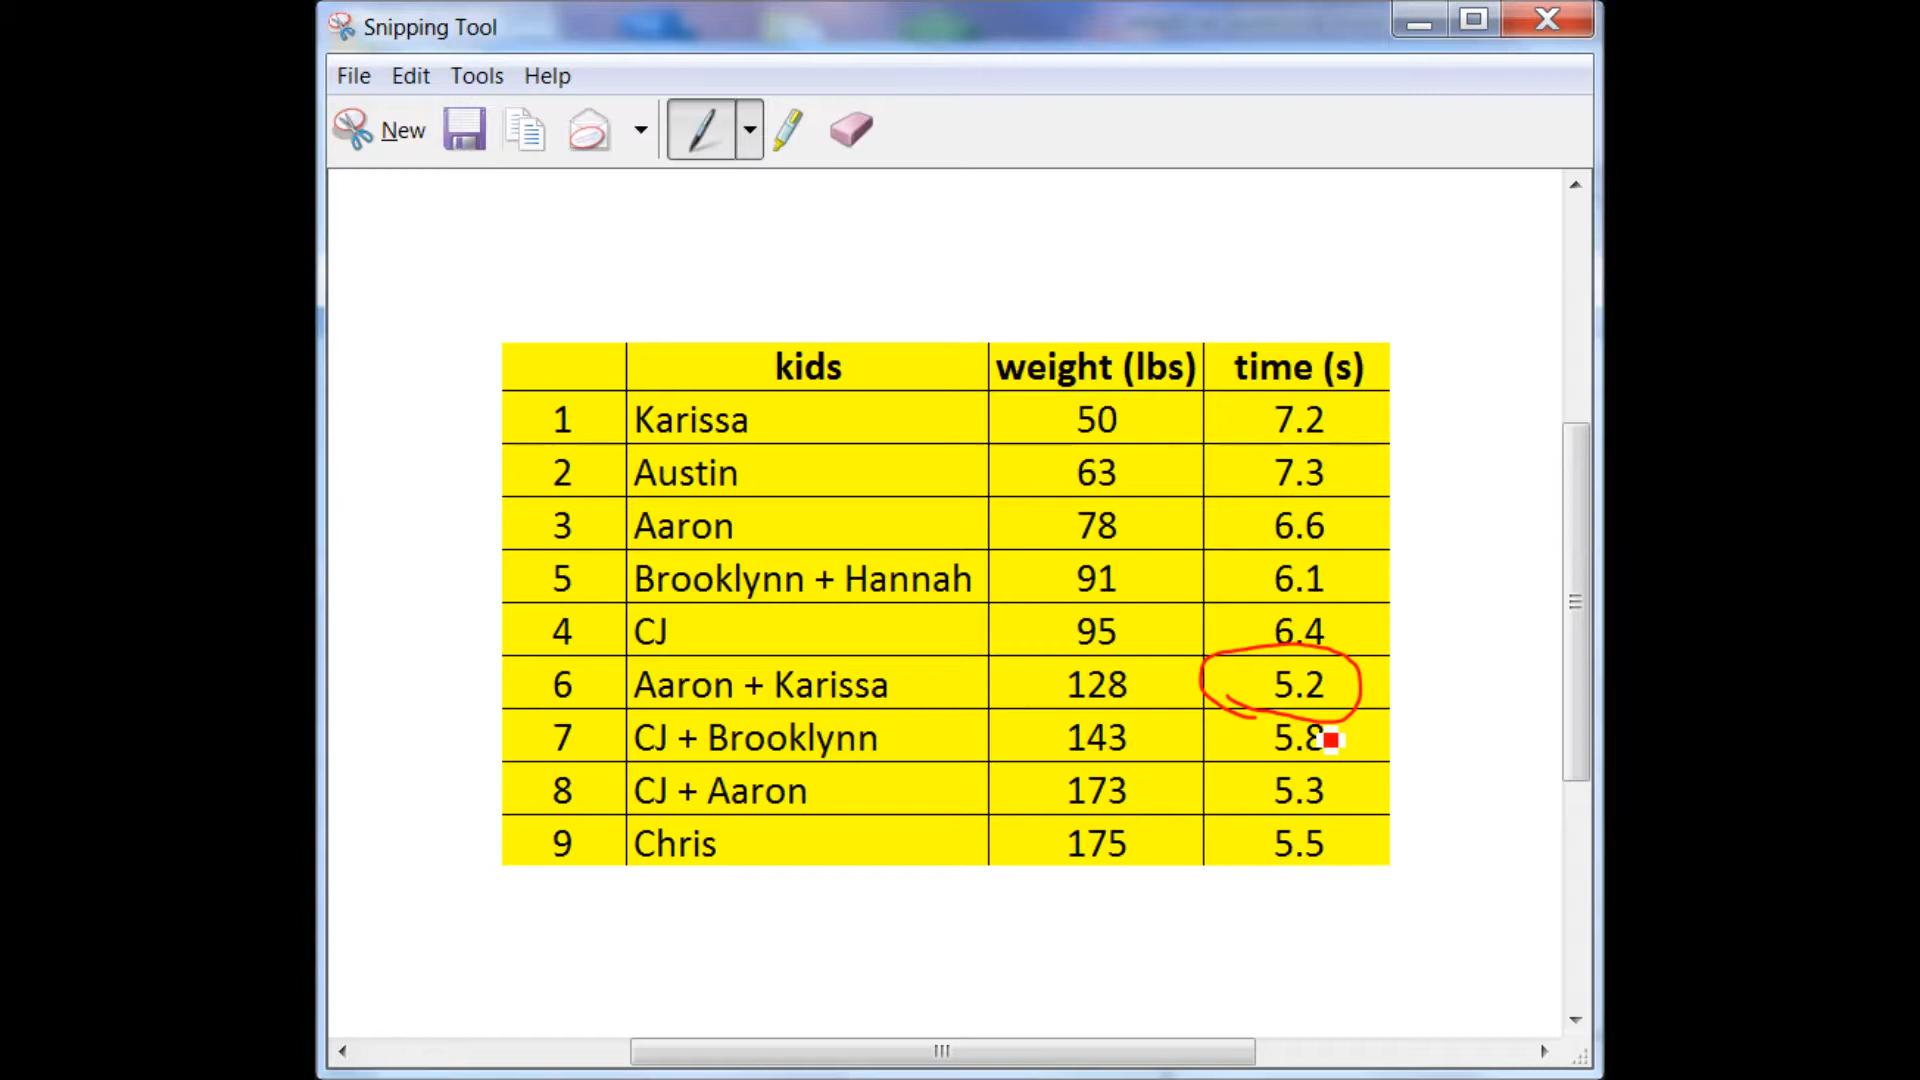 Snipping Tool
File Edit Tools Help
New
kids weight (lbs) time (s)
1 Karissa 50 7.2
2 Austin 63 7.3
3 Aaron 78 6.6
5 Brooklynn + Hannah 91 6.1
4 CJ 95 6.4
6 Aaron + Karissa 128 5.2
7 CJ + Brooklynn 143 5.8
8 CJ + Aaron 173 5.3
9 Chris 175 5.5